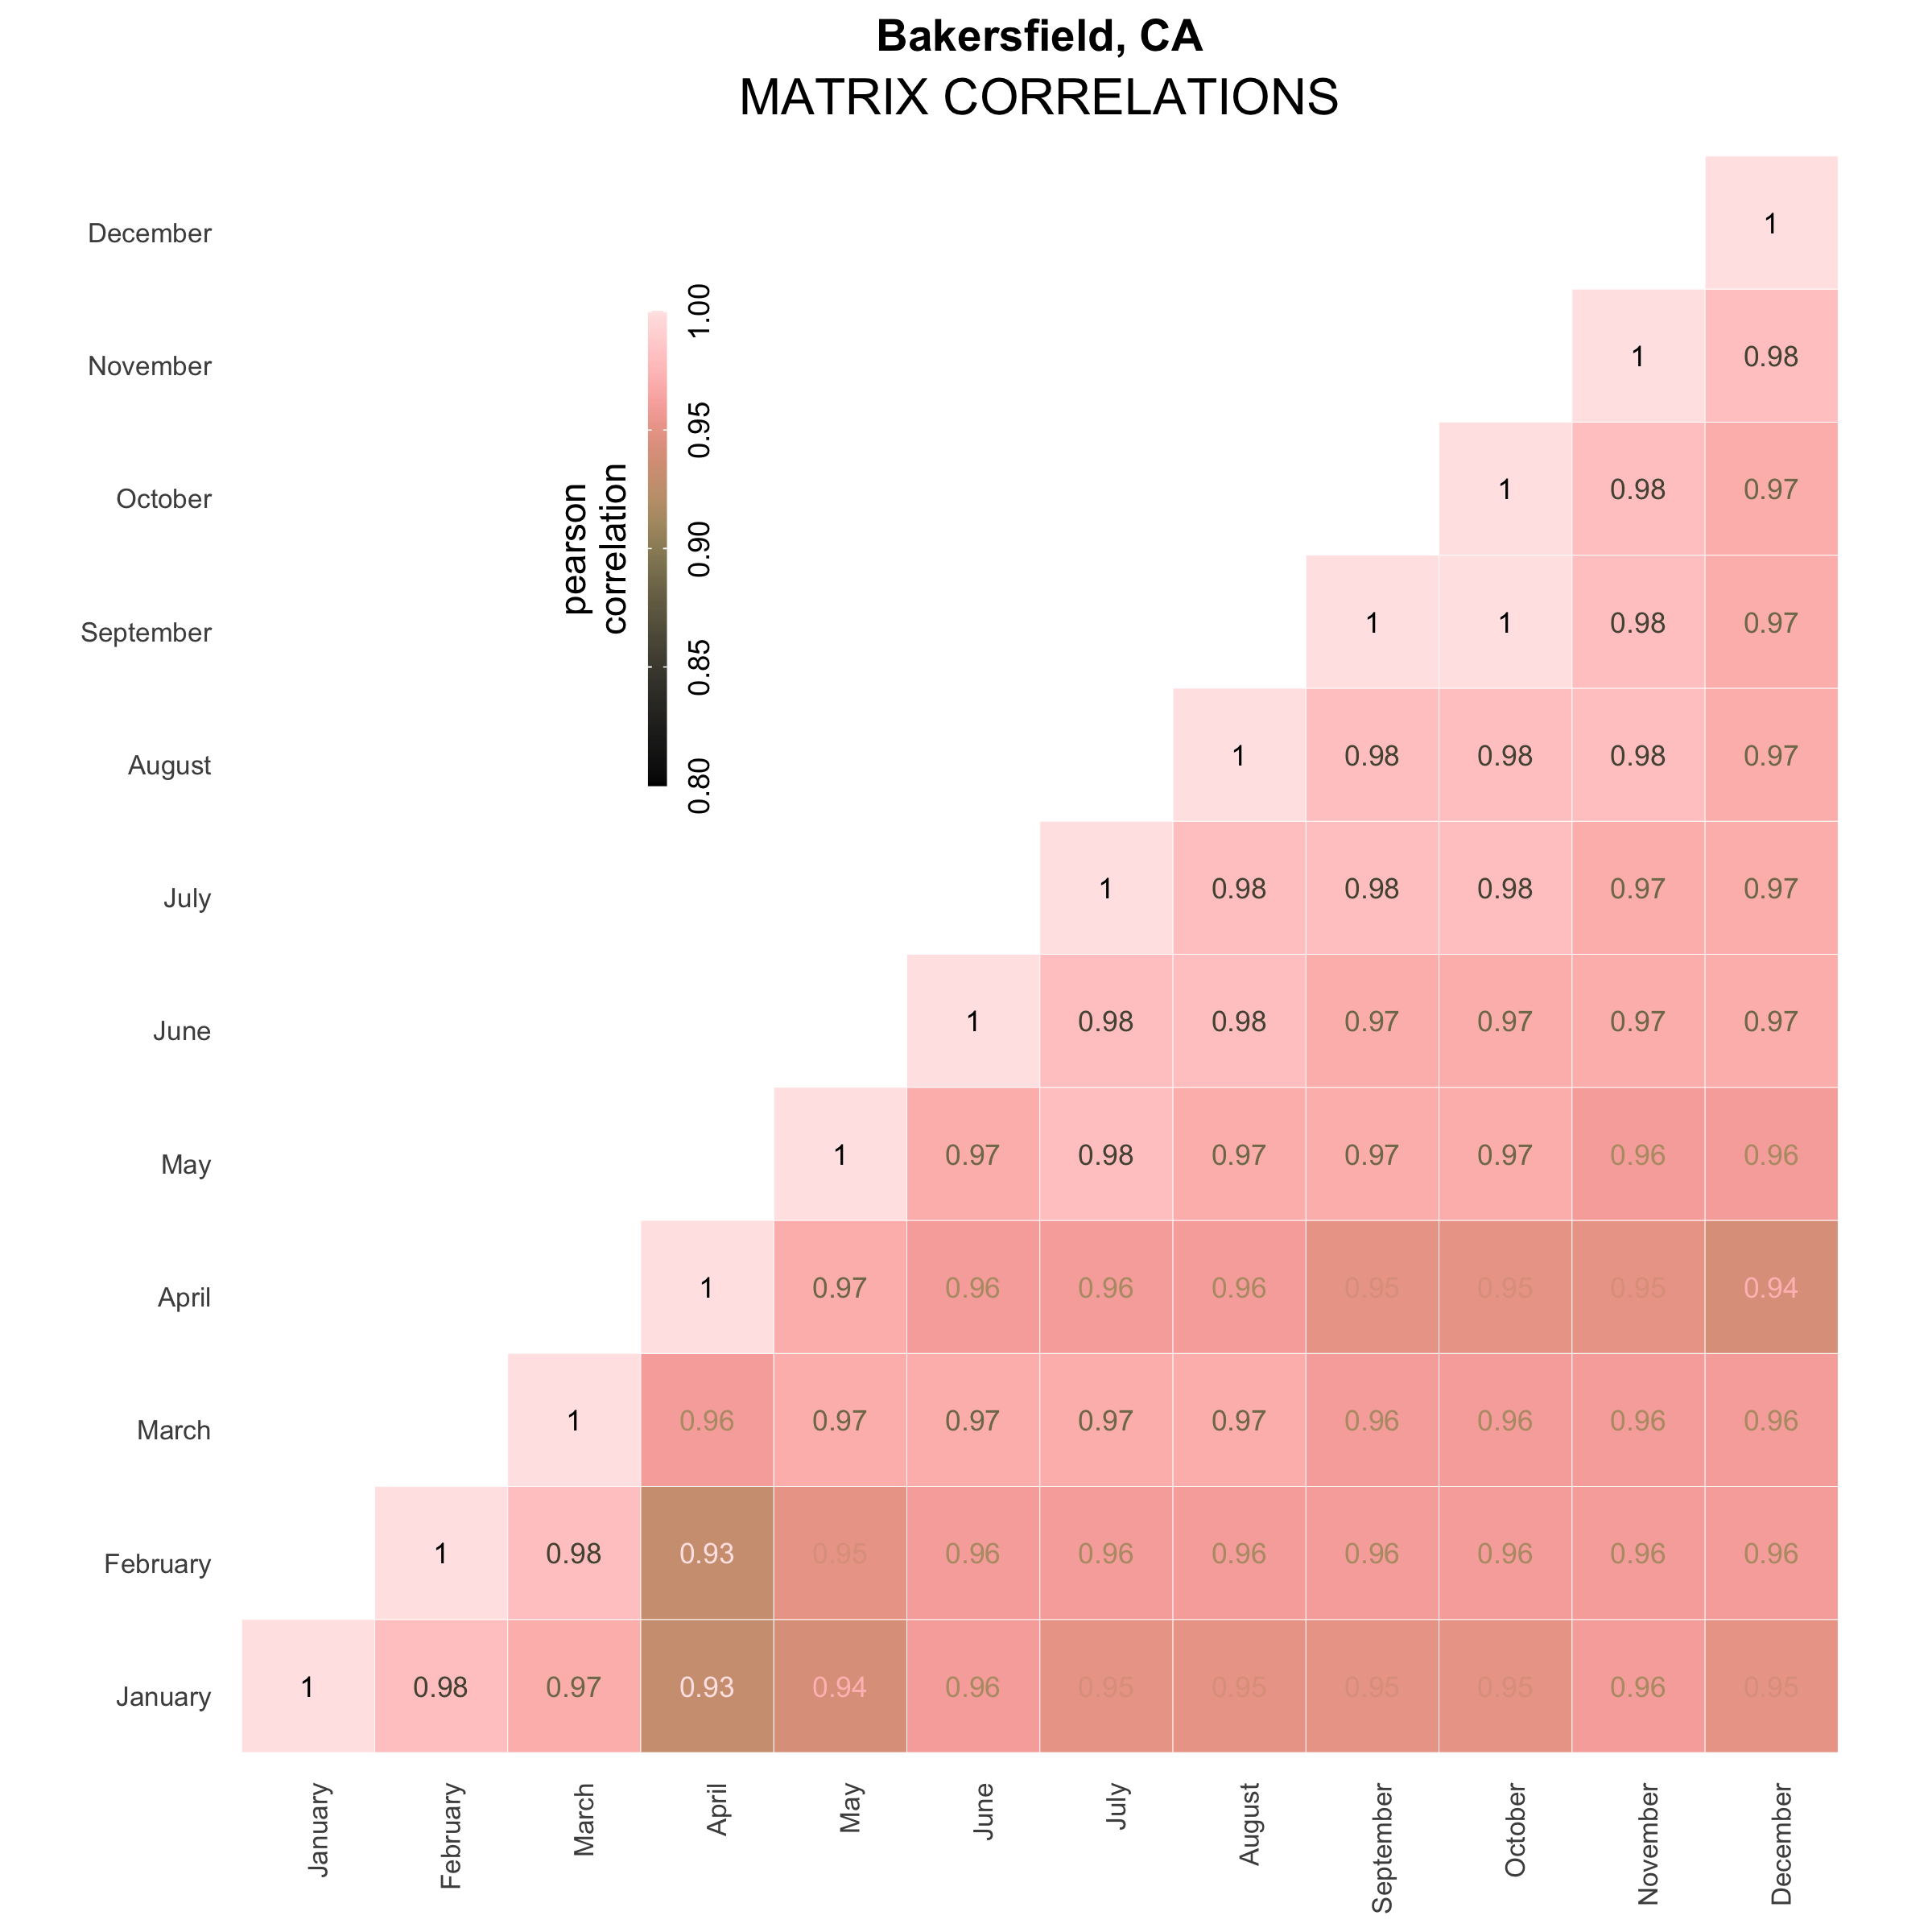 Bakersfield, CA
MATRIX CORRELATIONS
December 1
November 1 0.98
October 1 0.98 0.97
September 1 1 0.98 0.97
August 1 0.98 0.98 0.98 0.97
July 1 0.98 0.98 0.98 0.97 0.97
June 1 0.98 0.98 0.97 0.97 0.97 0.97
May 1 0.97 0.98 0.97 0.97 0.97 0.96 0.96
April 1 0.97 0.96 0.96 0.96 0.95 0.95 0.95 0.94
March 1 0.96 0.97 0.97 0.97 0.97 0.96 0.96 0.96 0.96
February 1 0.98 0.93 0.95 0.96 0.96 0.96 0.96 0.96 0.96 0.96
January 1 0.98 0.97 0.93 0.94 0.96 0.95 0.95 0.95 0.95 0.96 0.95
January February March April May June July August September October November December
pearson
correlation
0.80 0.85 0.90 0.95 1.00